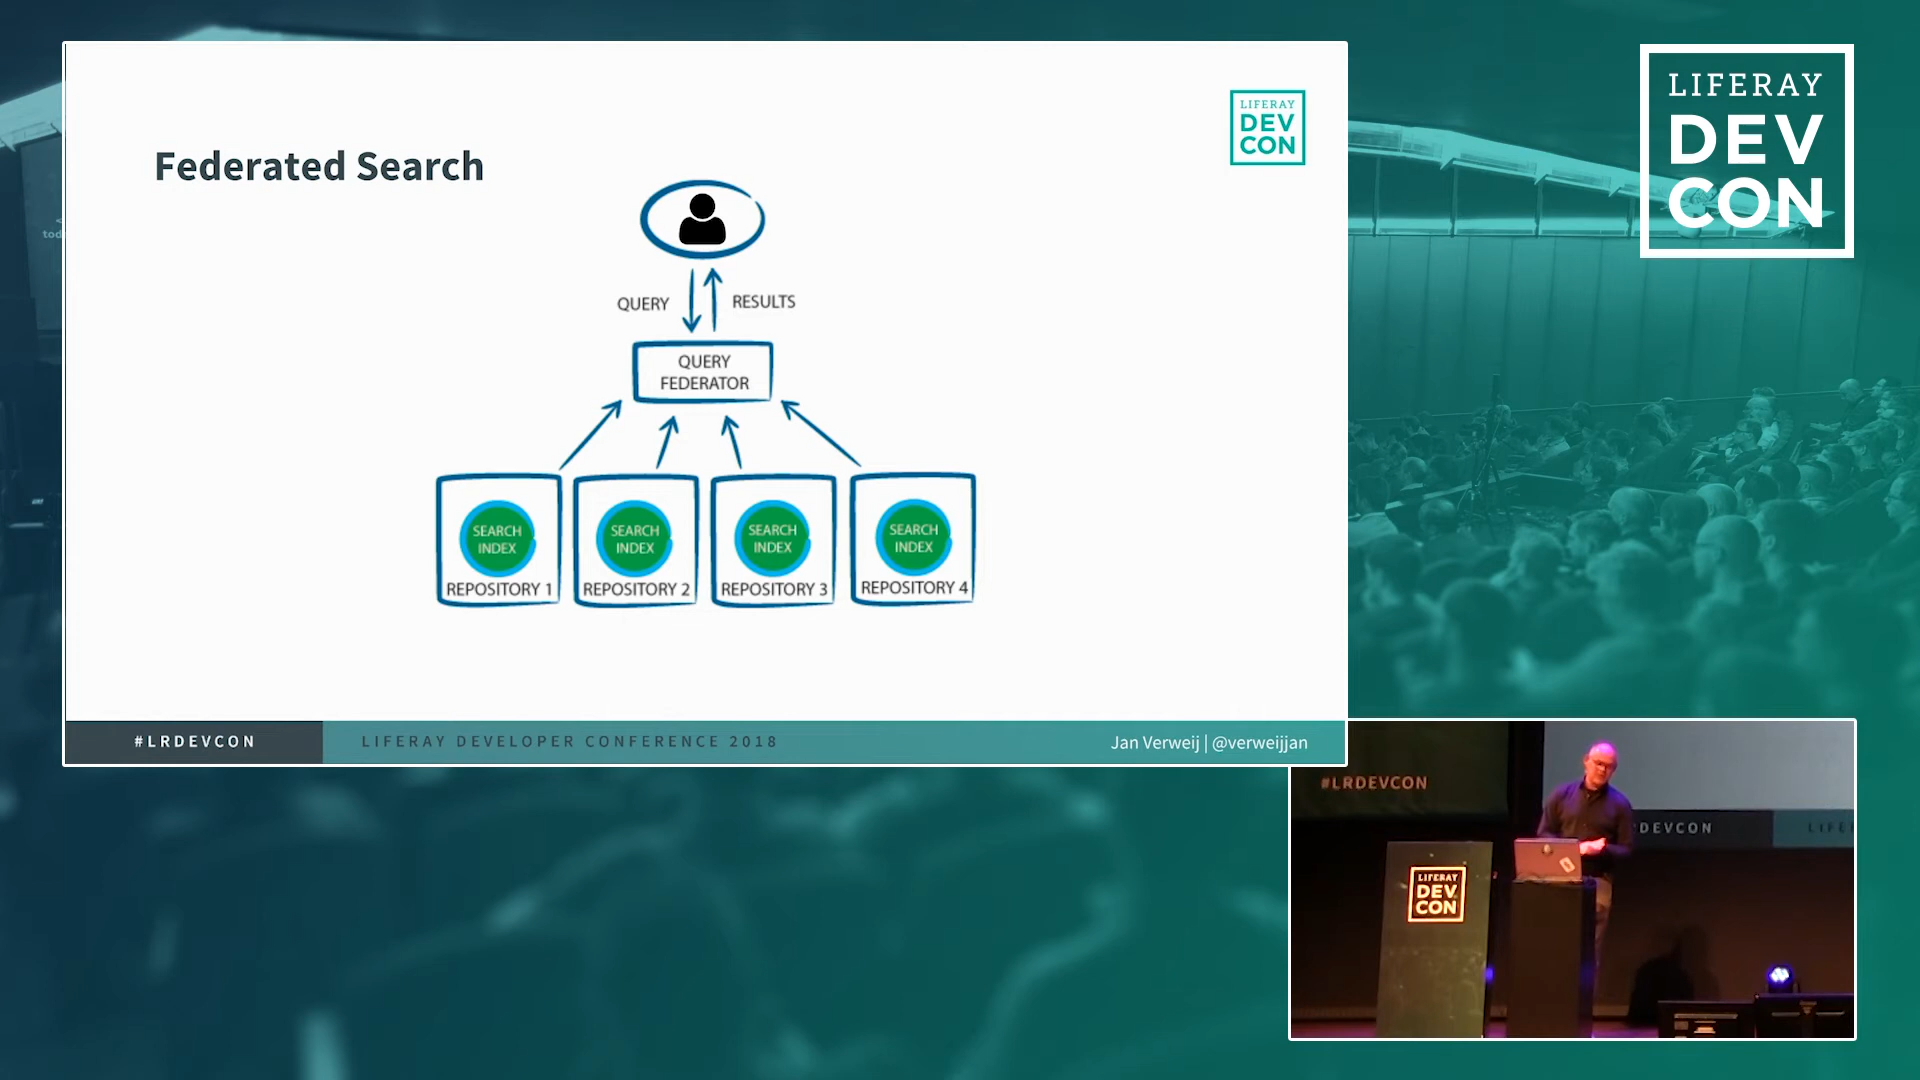 Federated Search
LIFERAY
DEV
CON
QUERY
RESULTS
QUERY
FEDERATOR
SEARCH
INDEX
REPOSITORY 1
SEARCH
INDEX
REPOSITORY 2
SEARCH
INDEX
REPOSITORY 3
SEARCH
INDEX
REPOSITORY 4
#LRDEVCON
LIFERAY DEVELOPER CONFERENCE 2018
Jan Verweij | @verweijjan
LIFERAY
DEV
CON
#LRDEVCON
DEVCON
LIFE
LIFERAY
DEV
CON